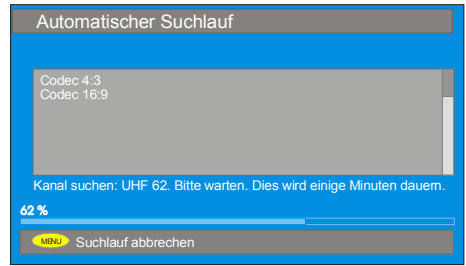 Automatischer Suchlauf
Codec 4:3
Codec 16:9
Kanal suchen: UHF 62. Bitte warten. Dies wird einige Minuten dauern.
62 %
MENU Suchlauf abbrechen